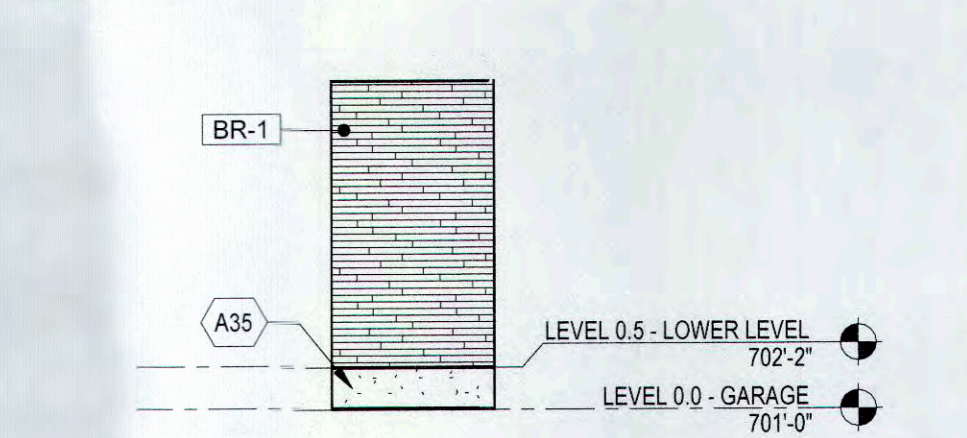 BR-1
A35
LEVEL 0.5 - LOWER LEVEL
702'-2"
LEVEL 0.0 - GARAGE
701'-0"